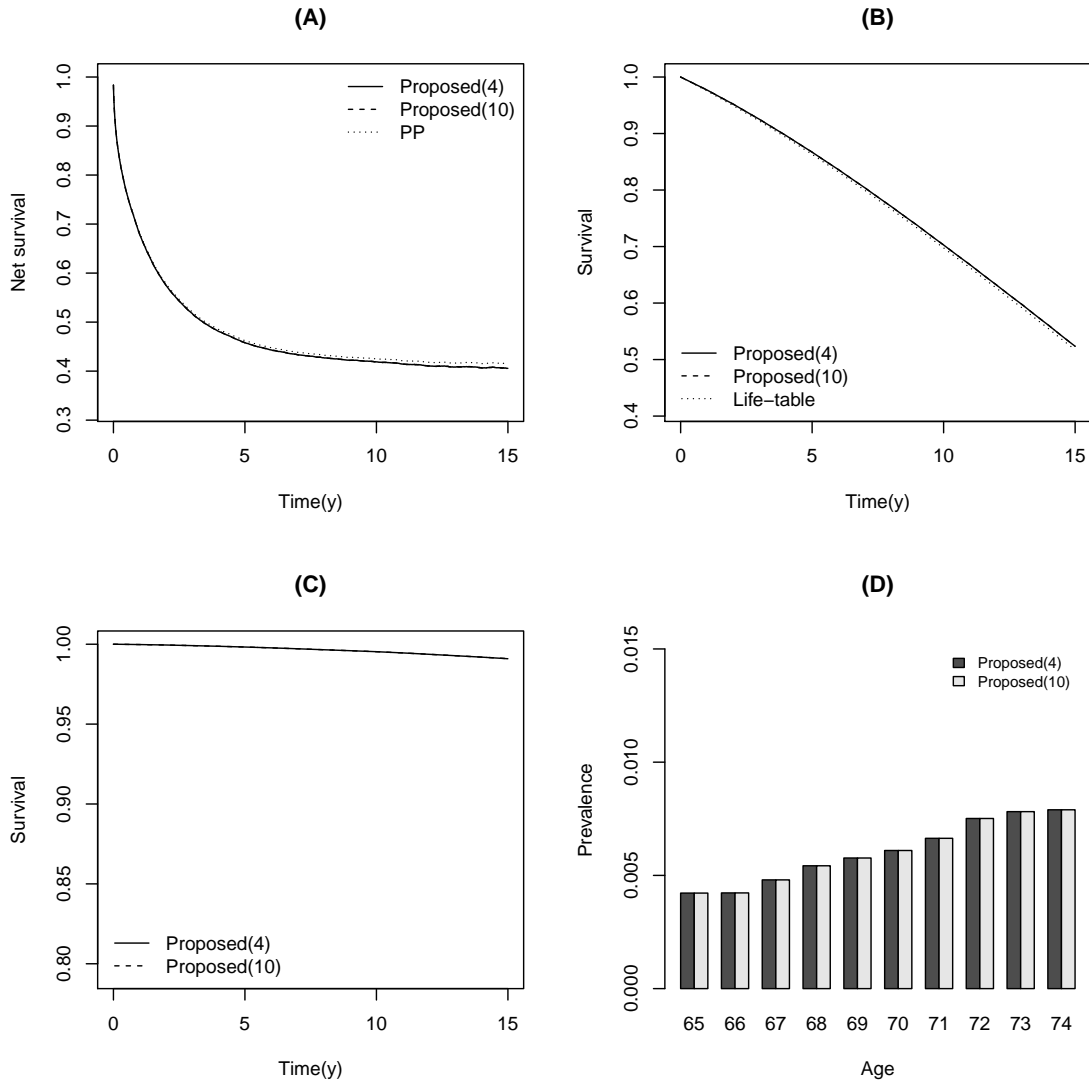 (A)
Net survival
1.0
0.9
0.8
0.7
0.6
0.5
0.4
0.3
Proposed(4)
Proposed(10)
PP
0 5 10 15
Time(y)
(B)
Survival
1.0
0.9
0.8
0.7
0.6
0.5
0.4
Proposed(4)
Proposed(10)
Life−table
0 5 10 15
Time(y)
(C)
Survival
1.00
0.95
0.90
0.85
0.80
Proposed(4)
Proposed(10)
0 5 10 15
Time(y)
(D)
Prevalence
0.015
0.010
0.005
0.000
Proposed(4)
Proposed(10)
65 66 67 68 69 70 71 72 73 74
Age